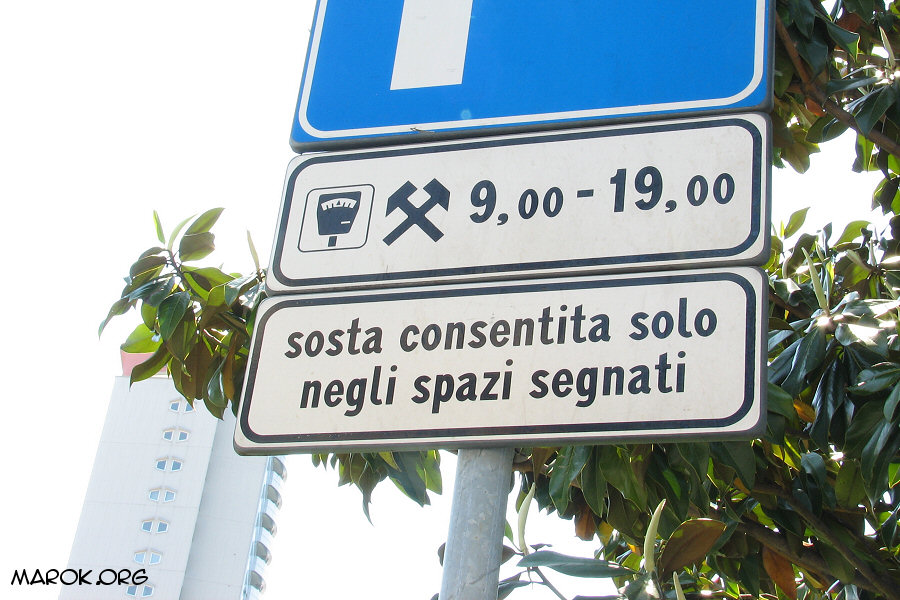 9,00 - 19,00
sosta consentita solo
negli spazi segnati
MAROK.ORG